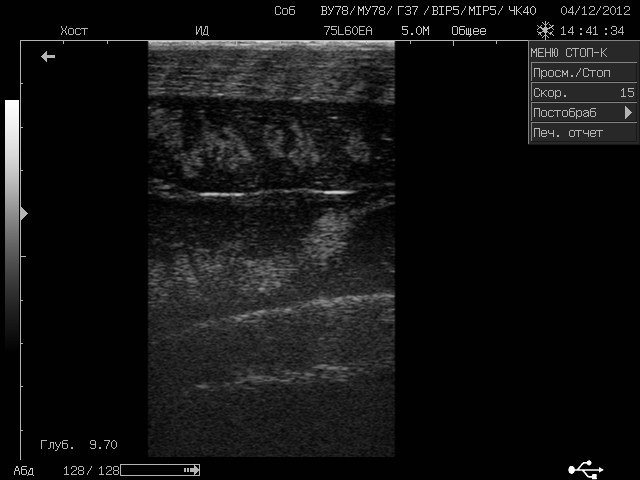 Соб ВУ78/МУ78/ Г37 /BIP5/MIP5/ ЧК40 04/12/2012
Хост ИД 75L60EA 5.0M Общее 14:41:34
МЕНЮ СТОП-К
Просм./Стоп
Скор. 15
Постобраб
Печ. отчет
Глуб. 9.70
Абд 128/ 128